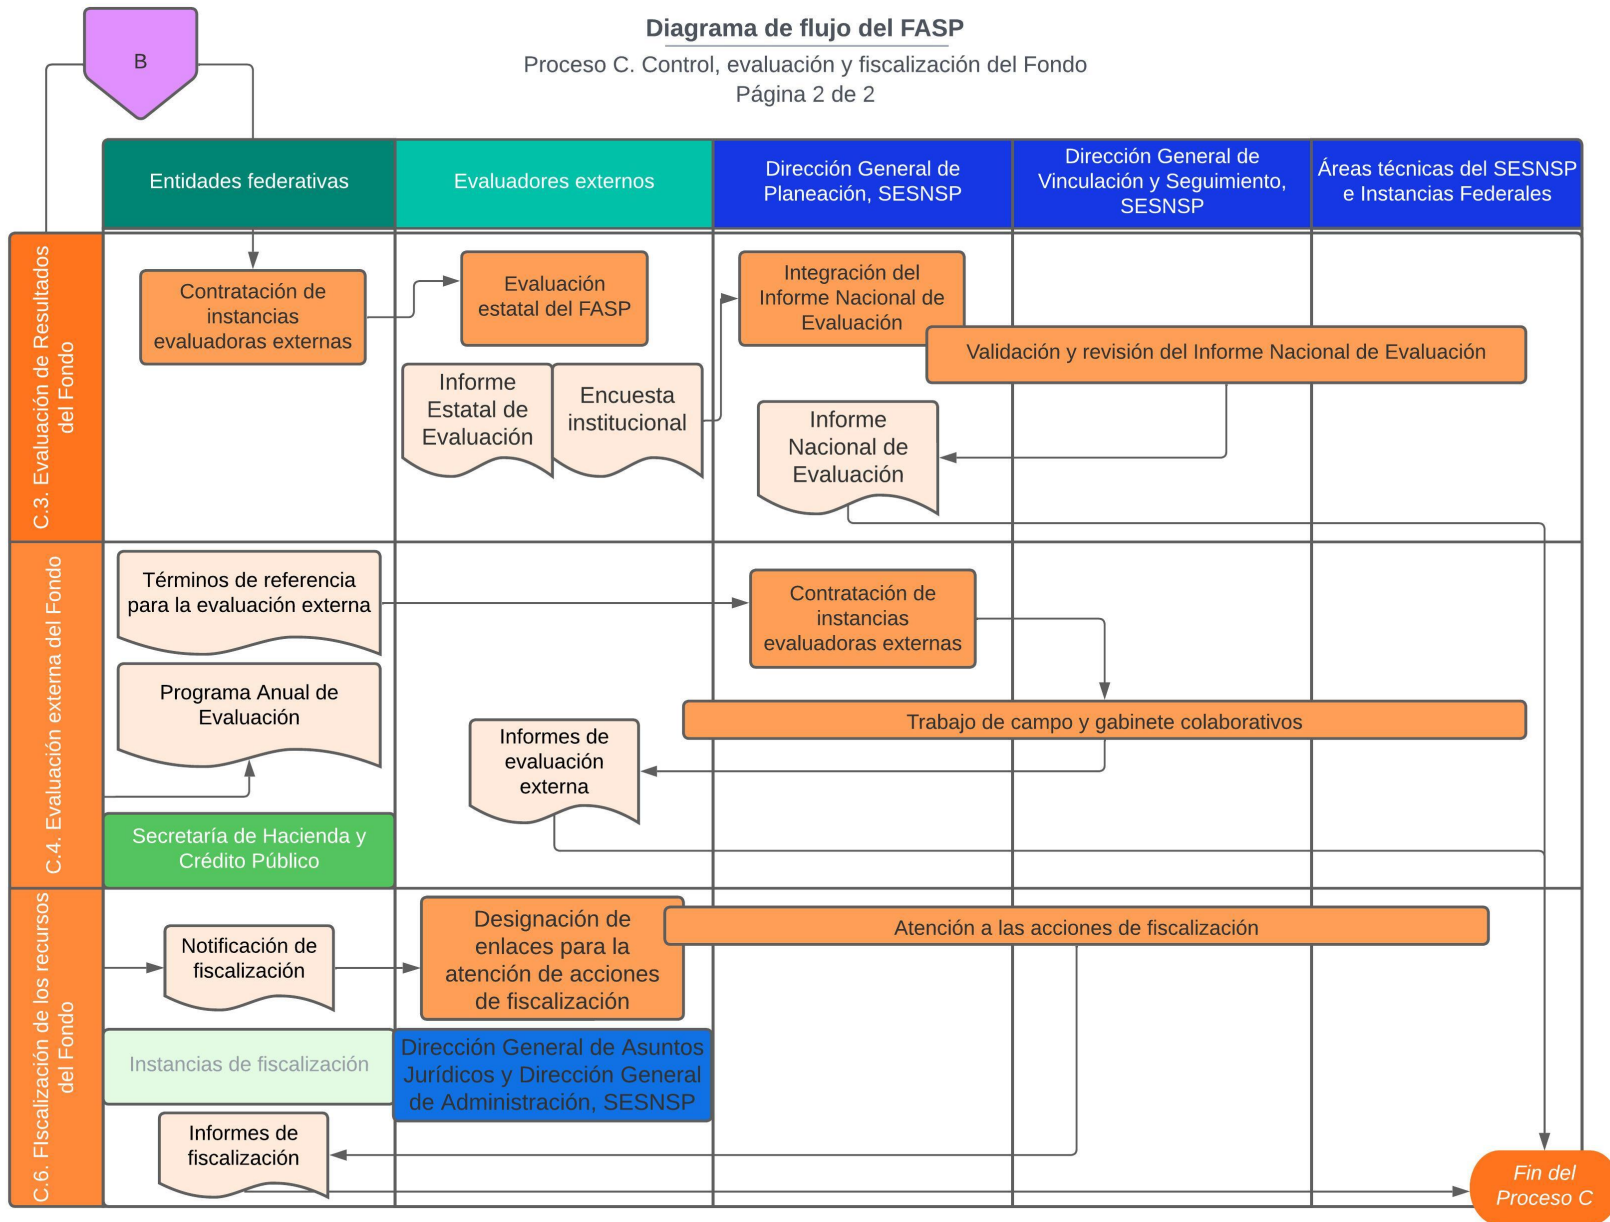 Diagrama de flujo del FASP
Proceso C. Control, evaluación y fiscalización del Fondo
Página 2 de 2
B
Entidades federativas
Evaluadores externos
Dirección General de
Planeación, SESNSP
Dirección General de
Vinculación y Seguimiento,
SESNSP
Áreas técnicas del SESNSP
e Instancias Federales
C.3. Evaluación de Resultados
del Fondo
Contratación de
instancias
evaluadoras externas
Evaluación
estatal del FASP
Informe
Estatal de
Evaluación
Encuesta
institucional
Integración del
Informe Nacional de
Evaluación
Validación y revisión del Informe Nacional de Evaluación
Informe
Nacional de
Evaluación
C.4. Evaluación externa del Fondo
Términos de referencia
para la evaluación externa
Programa Anual de
Evaluación
Secretaría de Hacienda y
Crédito Público
Contratación de
instancias
evaluadoras externas
Trabajo de campo y gabinete colaborativos
Informes de
evaluación
externa
C.6. FIscalización de los recursos
del Fondo
Notificación de
fiscalización
Designación de
enlaces para la
atención de acciones
de fiscalización
Atención a las acciones de fiscalización
Instancias de fiscalización
Dirección General de Asuntos
Jurídicos y Dirección General
de Administración, SESNSP
Informes de
fiscalización
Fin del
Proceso C